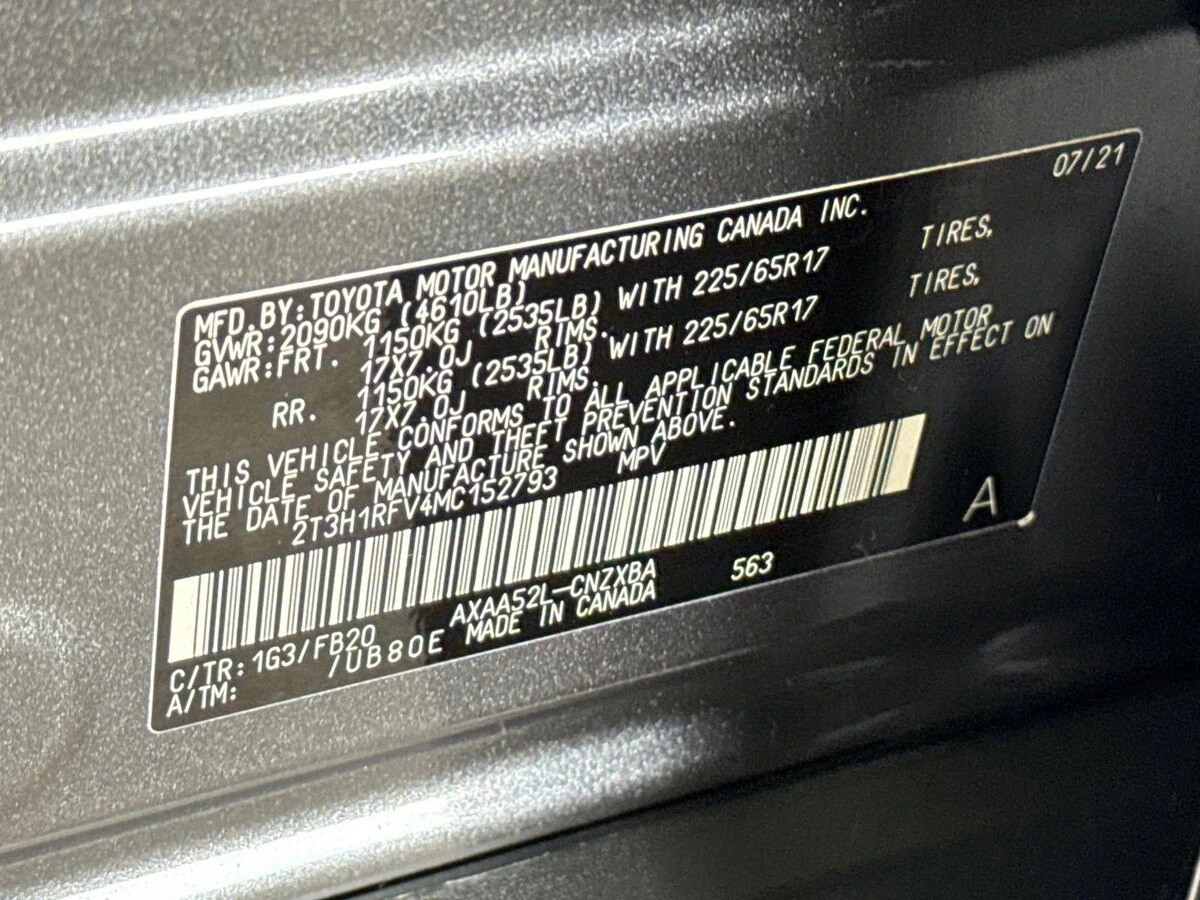 07/21
MFD.BY:TOYOTA MOTOR MANUFACTURING CANADA INC.
GVWR:2090KG (4610LB)
GAWR:FRT. 1150KG (2535LB) WITH 225/65R17 TIRES,
17X7.0J RIMS.
RR. 1150KG (2535LB) WITH 225/65R17 TIRES,
17X7.0J RIMS.
THIS VEHICLE CONFORMS TO ALL APPLICABLE FEDERAL MOTOR
VEHICLE SAFETY AND THEFT PREVENTION STANDARDS IN EFFECT ON
THE DATE OF MANUFACTURE SHOWN ABOVE.
2T3H1RFV4MC152793 MPV
A
AXAA52L-CNZXBA 563
C/TR:1G3/FB20 MADE IN CANADA
A/TM: /UB80E